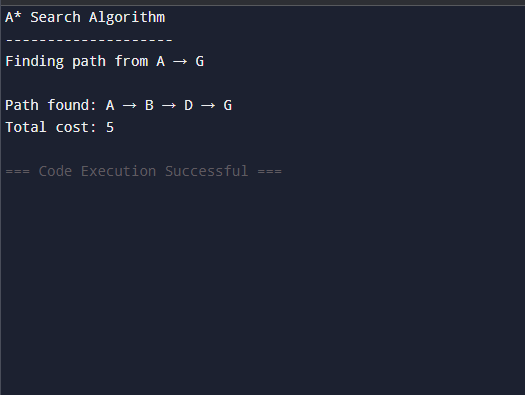 A* Search Algorithm
--------------------
Finding path from A → G
Path found: A → B → D → G
Total cost: 5
=== Code Execution Successful ===